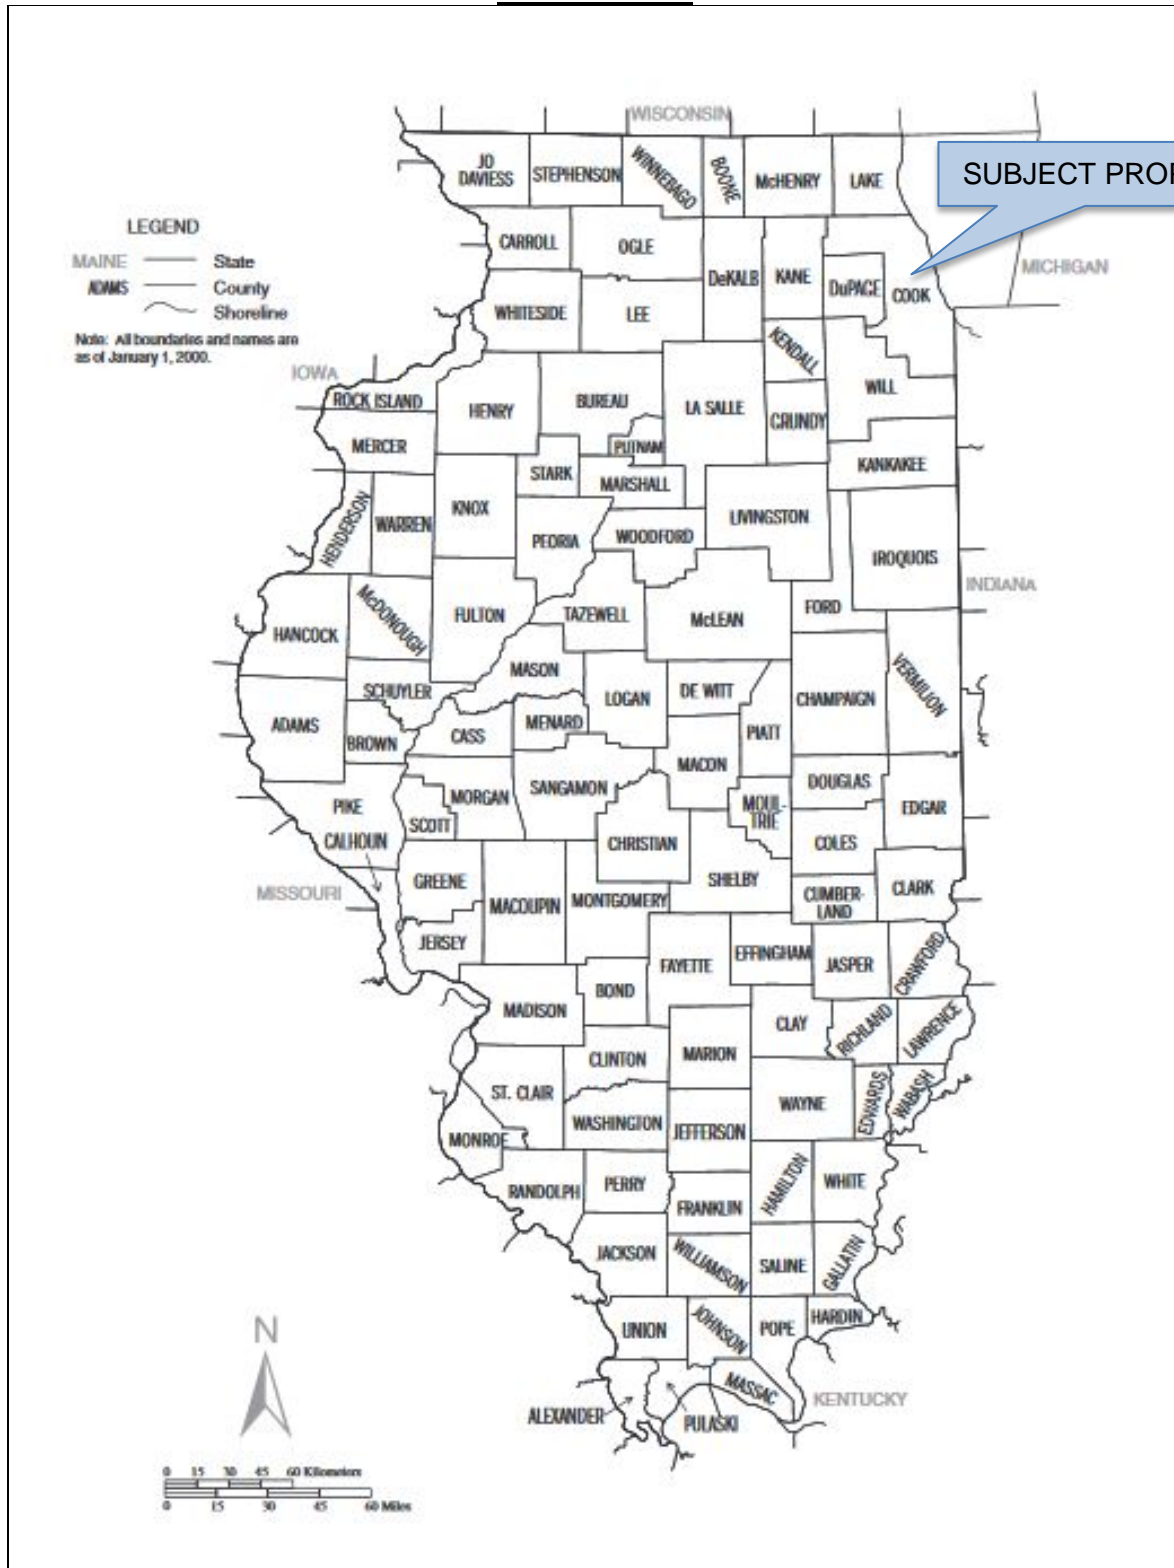 WISCONSIN
JO
DAVIESS
STEPHENSON
WINNEBAGO
BOONE
McHENRY
LAKE
SUBJECT PROP
LEGEND
MAINE State
ADAMS County
Shoreline
Note: All boundaries and names are
as of January 1, 2000.
CARROLL
OGLE
DeKALB
KANE
DuPAGE
COOK
MICHIGAN
WHITESIDE
LEE
KENDALL
IOWA
ROCK ISLAND
HENRY
BUREAU
LA SALLE
GRUNDY
WILL
MERCER
PUTNAM
KANKAKEE
STARK
MARSHALL
HENDERSON
WARREN
KNOX
PEORIA
WOODFORD
LIVINGSTON
IROQUOIS
INDIANA
HANCOCK
McDONOUGH
FULTON
TAZEWELL
McLEAN
FORD
MASON
SCHUYLER
LOGAN
DE WITT
CHAMPAIGN
VERMILION
ADAMS
BROWN
CASS
MENARD
PIATT
MACON
PIKE
MORGAN
SANGAMON
DOUGLAS
EDGAR
SCOTT
MOUL-
TRIE
CALHOUN
CHRISTIAN
COLES
MISSOURI
GREENE
MACOUPIN
MONTGOMERY
SHELBY
CUMBER-
LAND
CLARK
JERSEY
FAYETTE
EFFINGHAM
JASPER
CRAWFORD
MADISON
BOND
CLAY
RICHLAND
LAWRENCE
CLINTON
MARION
ST. CLAIR
WAYNE
EDWARDS
WABASH
WASHINGTON
JEFFERSON
MONROE
RANDOLPH
PERRY
HAMILTON
WHITE
FRANKLIN
JACKSON
WILLIAMSON
SALINE
GALLATIN
UNION
JOHNSON
POPE
HARDIN
MASSAC
KENTUCKY
ALEXANDER
PULASKI
N
0 15 30 45 60 Kilometers
0 15 30 45 60 Miles